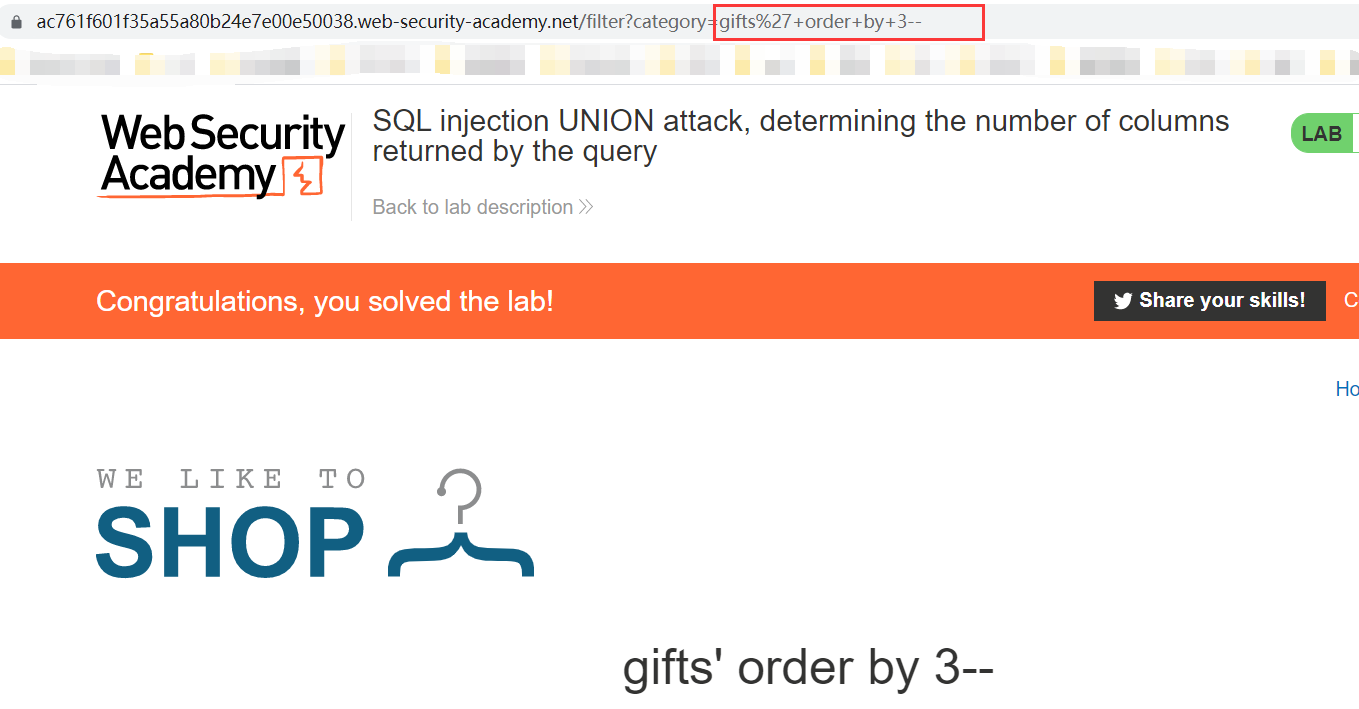 ac761f601f35a55a80b24e7e00e50038.web-security-academy.net/filter?category=gifts%27+order+by+3--
WebSecurity
Academy
SQL injection UNION attack, determining the number of columns
returned by the query
LAB
Back to lab description
Congratulations, you solved the lab!
Share your skills!
C
Ho
WE LIKE TO
SHOP
gifts' order by 3--